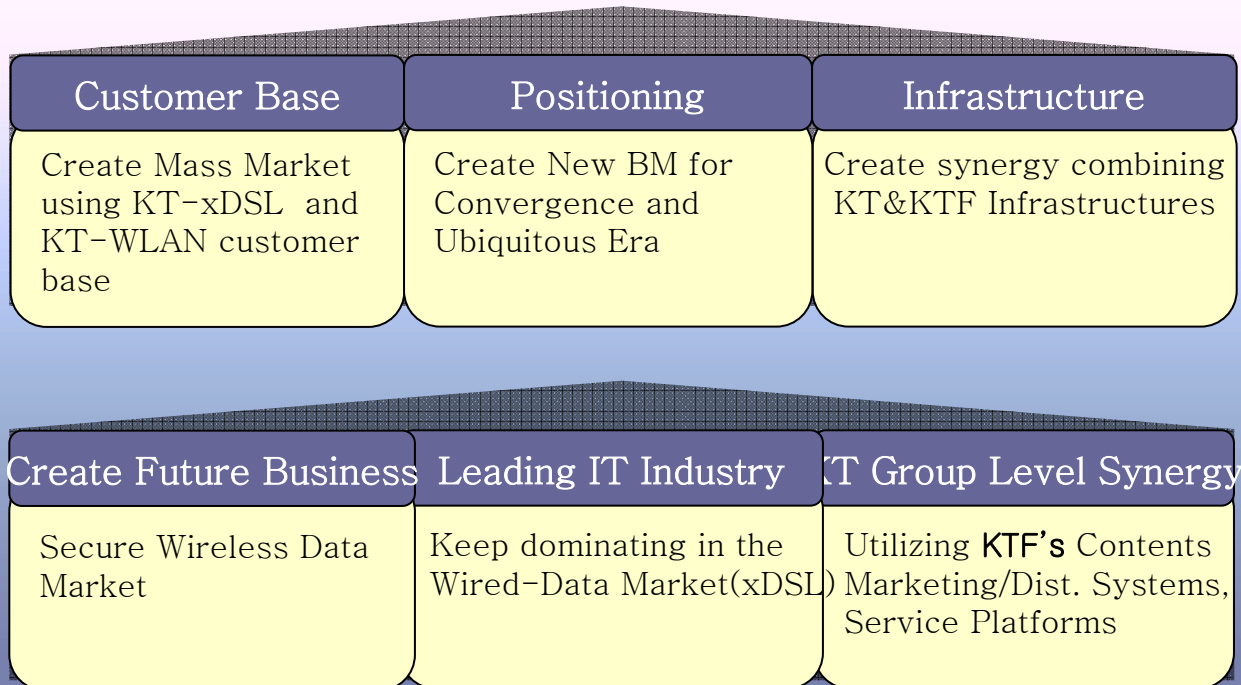 Customer Base
Positioning
Infrastructure
Create Mass Market
using KT-xDSL and
KT-WLAN customer
base
Create New BM for
Convergence and
Ubiquitous Era
Create synergy combining
KT&KTF Infrastructures
Create Future Business
Leading IT Industry
KT Group Level Synergy
Secure Wireless Data
Market
Keep dominating in the
Wired-Data Market(xDSL)
Utilizing KTF's Contents
Marketing/Dist. Systems,
Service Platforms